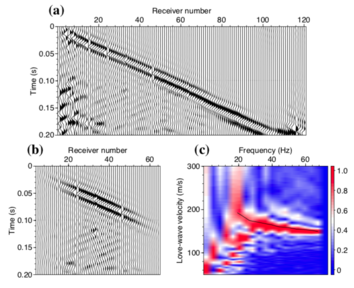 (a)
Receiver number
20 40 60 80 100 120
0
0.05
0.10
0.15
0.20
Time (s)
(b)
Receiver number
20 40 60
0
0.05
0.10
0.15
0.20
Time (s)
(c)
Frequency (Hz)
20 40 60
300
200
100
Love-wave velocity (m/s)
1.0
0.8
0.6
0.4
0.2
0